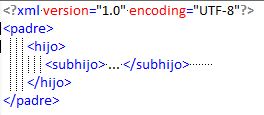 <?xml version="1.0" encoding="UTF-8"?>
<padre>
<hijo>
<subhijo> ... </subhijo>
</hijo>
</padre>